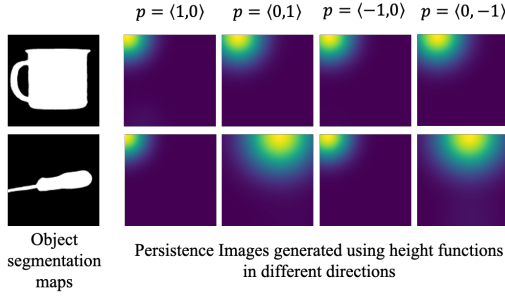 p = ⟨1,0⟩ p = ⟨0,1⟩ p = ⟨−1,0⟩ p = ⟨0, −1⟩
Object
segmentation
maps
Persistence Images generated using height functions
in different directions